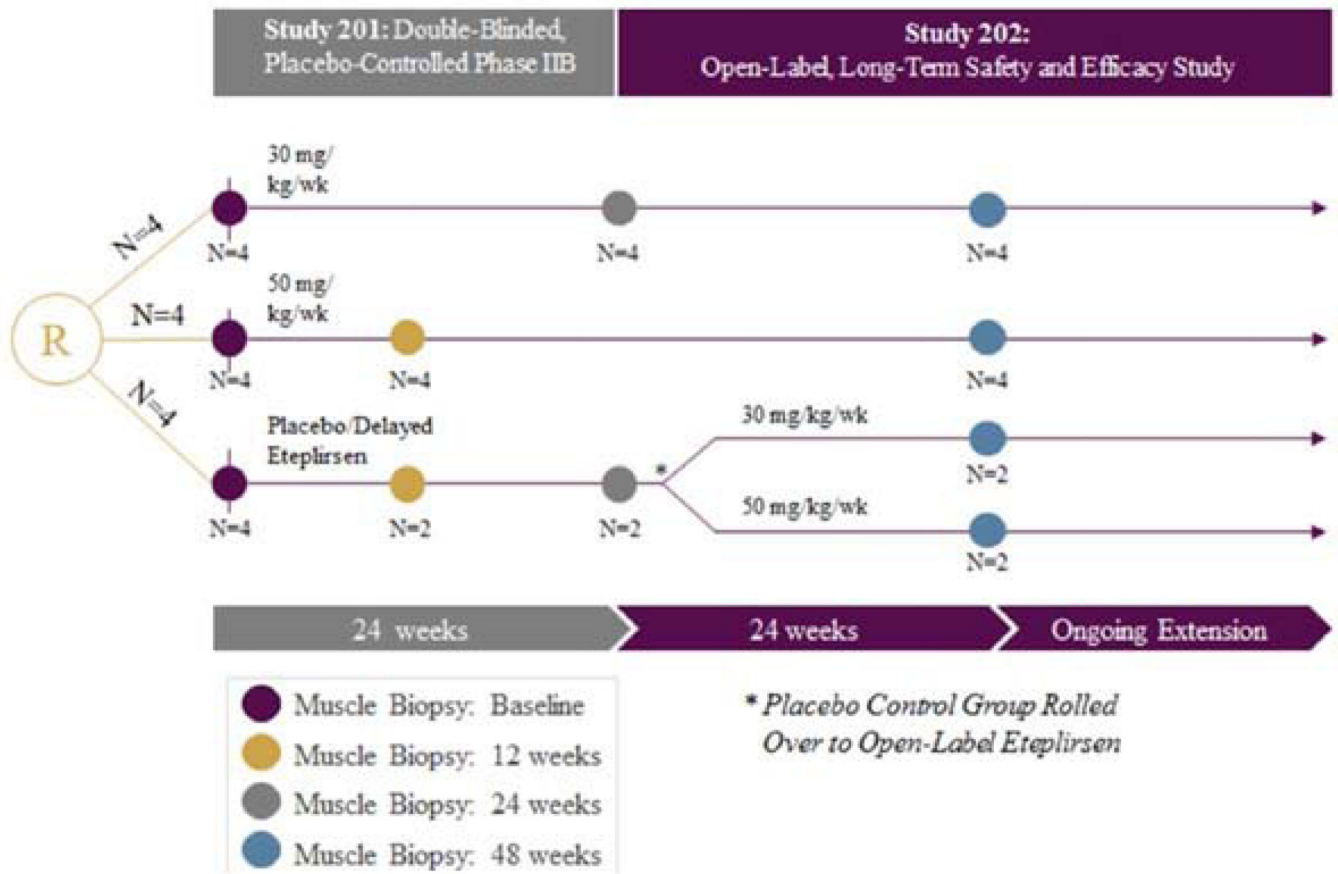 Study 201: Double-Blinded,
Placebo-Controlled Phase IIB
Study 202:
Open-Label, Long-Term Safety and Efficacy Study
30 mg/
kg/wk
N=4
N=4
N=4
N=4
50 mg/
kg/wk
N=4
R
N=4
N=4
N=4
N=4
Placebo/Delayed
Eteplirsen
*
30 mg/kg/wk
N=2
50 mg/kg/wk
N=4
N=2
N=2
N=2
24 weeks
24 weeks
Ongoing Extension
Muscle Biopsy: Baseline
Muscle Biopsy: 12 weeks
Muscle Biopsy: 24 weeks
Muscle Biopsy: 48 weeks
* Placebo Control Group Rolled
Over to Open-Label Eteplirsen